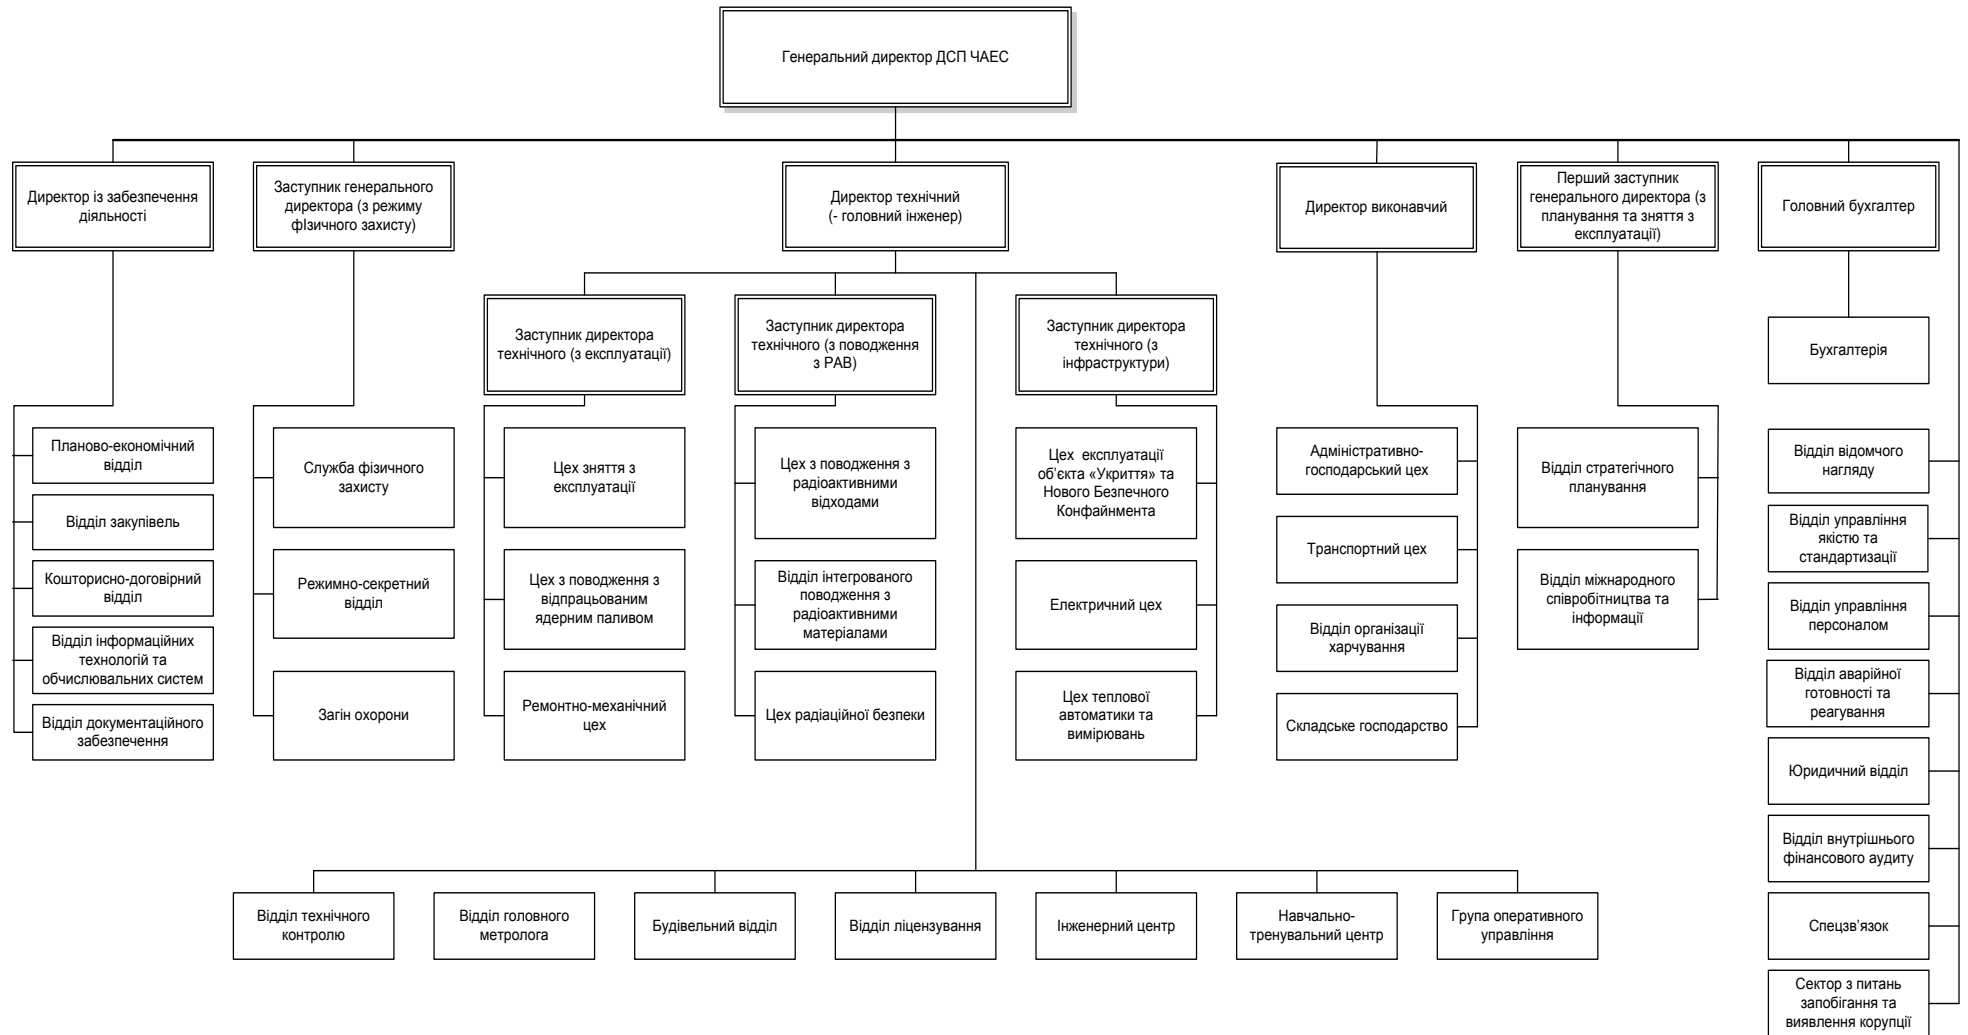 Генеральний директор ДСП ЧАЕС
Директор із забезпечення
діяльності
Заступник генерального
директора (з режиму
фІзичного захисту)
Директор технічний
(- головний інженер)
Директор виконавчий
Перший заступник
генерального директора (з
планування та зняття з
експлуатації)
Головний бухгалтер
Заступник директора
технічного (з експлуатації)
Заступник директора
технічного (з поводження
з РАВ)
Заступник директора
технічного (з
інфраструктури)
Бухгалтерія
Планово-економічний
відділ
Відділ закупівель
Кошторисно-договірний
відділ
Відділ інформаційних
технологій та
обчислювальних систем
Відділ документаційного
забезпечення
Служба фізичного
захисту
Режимно-секретний
відділ
Загін охорони
Цех зняття з
експлуатації
Цех з поводження з
відпрацьованим
ядерним паливом
Ремонтно-механічний
цех
Цех з поводження з
радіоактивними
відходами
Відділ інтегрованого
поводження з
радіоактивними
матеріалами
Цех радіаційної безпеки
Цех експлуатації
об’єкта «Укриття» та
Нового Безпечного
Конфайнмента
Електричний цех
Цех теплової
автоматики та
вимірювань
Адміністративно-
господарський цех
Транспортний цех
Відділ організації
харчування
Складське господарство
Відділ стратегічного
планування
Відділ міжнародного
співробітництва та
інформації
Відділ відомчого
нагляду
Відділ управління
якістю та
стандартизації
Відділ управління
персоналом
Відділ аварійної
готовності та
реагування
Юридичний відділ
Відділ внутрішнього
фінансового аудиту
Спецзв’язок
Сектор з питань
запобігання та
виявлення корупції
Відділ технічного
контролю
Відділ головного
метролога
Будівельний відділ
Відділ ліцензування
Інженерний центр
Навчально-
тренувальний центр
Група оперативного
управління